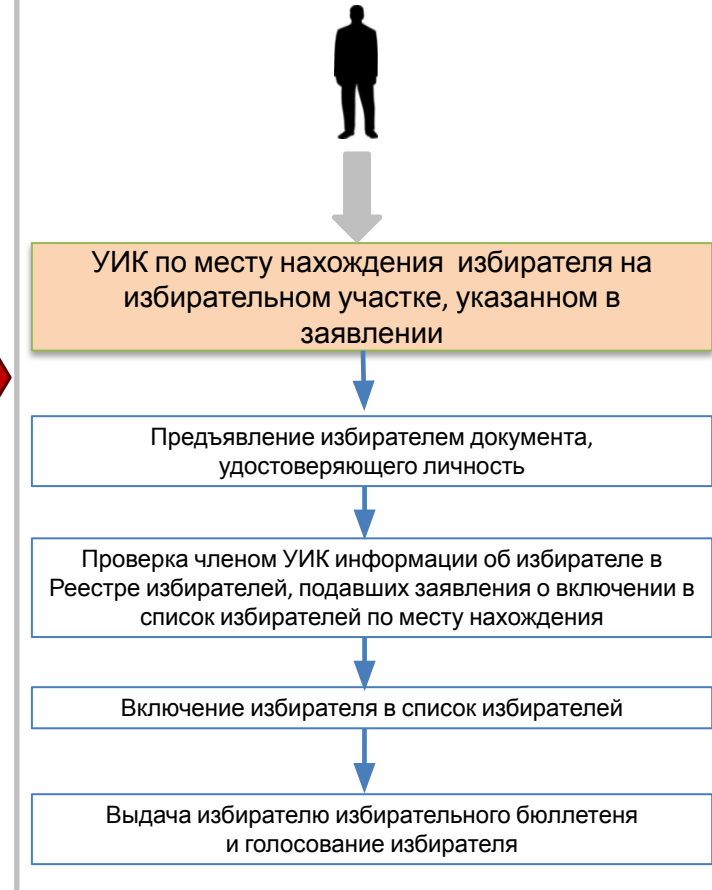 УИК по месту нахождения избирателя на
избирательном участке, указанном в
заявлении
Предъявление избирателем документа,
удостоверяющего личность
Проверка членом УИК информации об избирателе в
Реестре избирателей, подавших заявления о включении в
список избирателей по месту нахождения
Включение избирателя в список избирателей
Выдача избирателю избирательного бюллетеня
и голосование избирателя